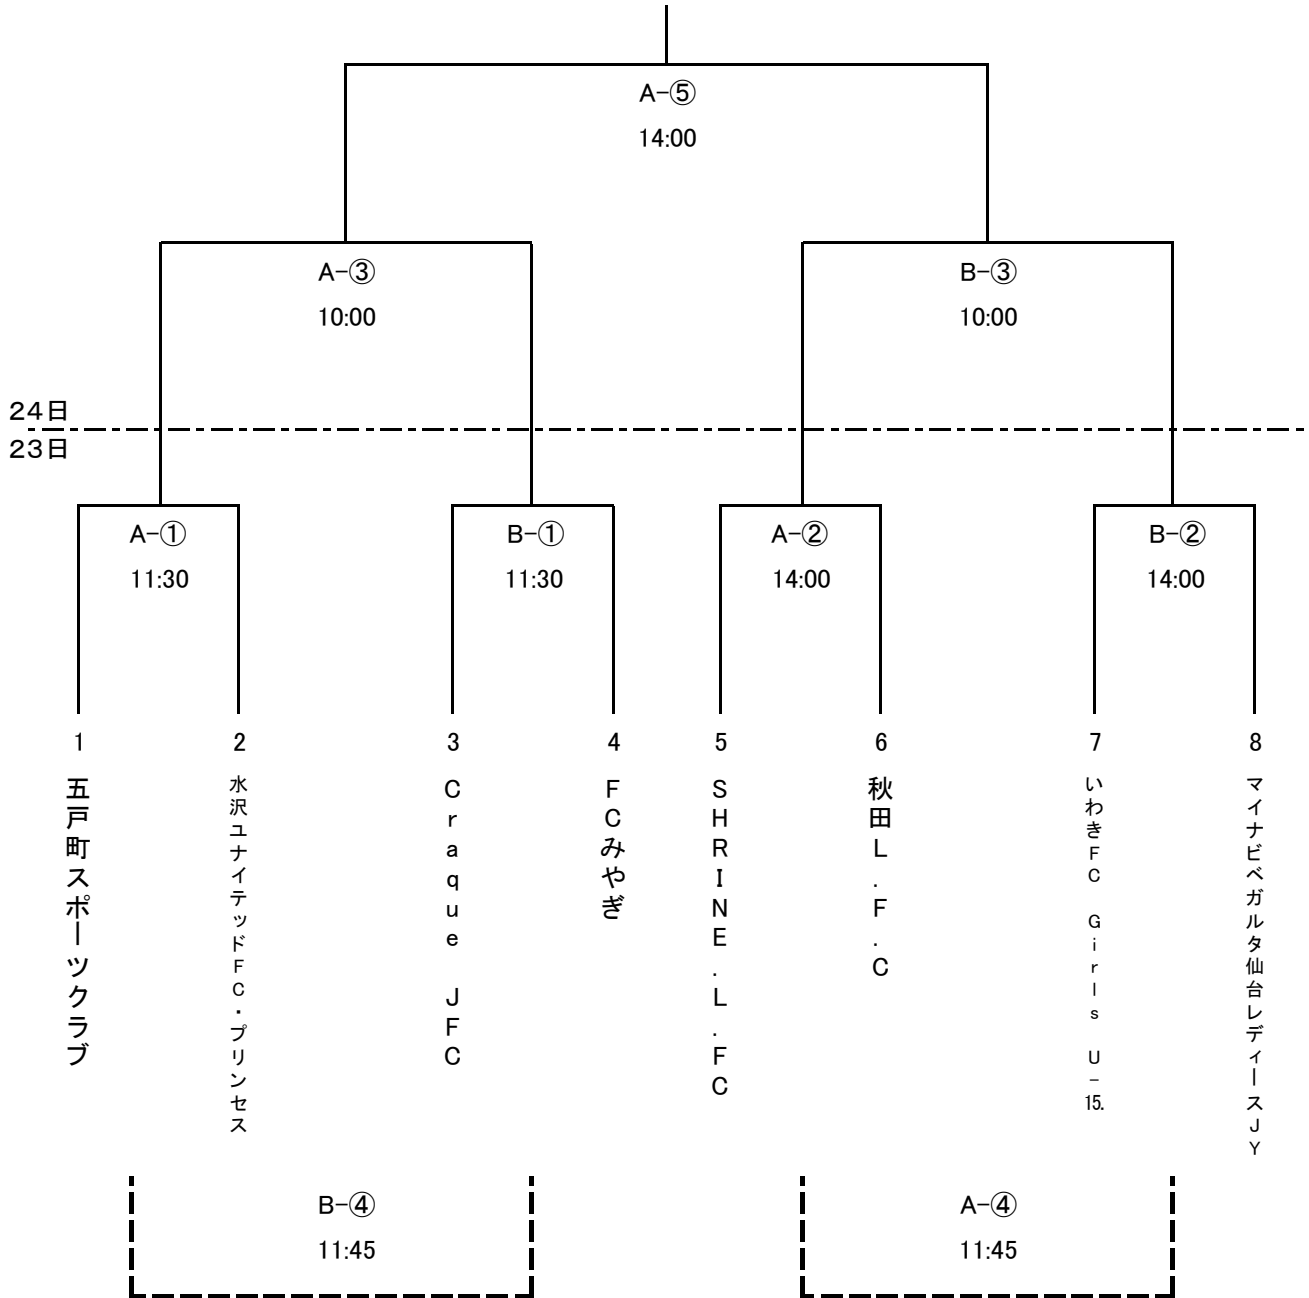 A-⑤
14:00
A-③
10:00
B-③
10:00
24日
23日
A-①
11:30
B-①
11:30
A-②
14:00
B-②
14:00
1
2
3
4
5
6
7
8
五戸町スポーツクラブ
水沢ユナイテッドFC・プリンセス
Craque JFC
FCみやぎ
SHRINE.L.FC
秋田L.F.C
いわきFC Girls U-15.
マイナビベガルタ仙台レディースJY
B-④
11:45
A-④
11:45